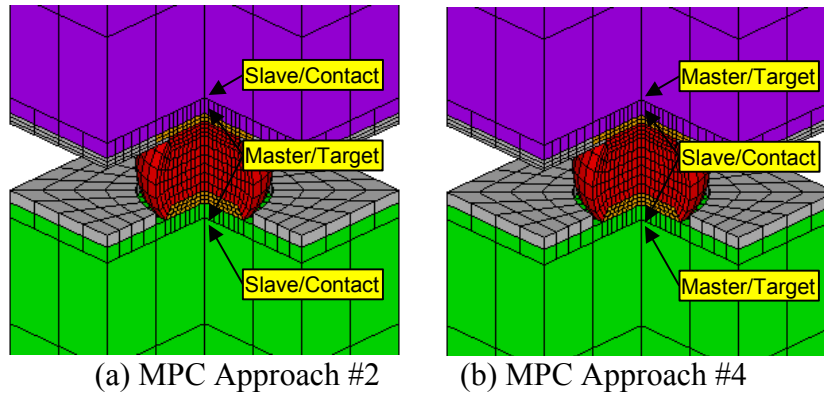 Slave/Contact
Master/Target
Slave/Contact
(a) MPC Approach #2
Master/Target
Slave/Contact
Master/Target
(b) MPC Approach #4